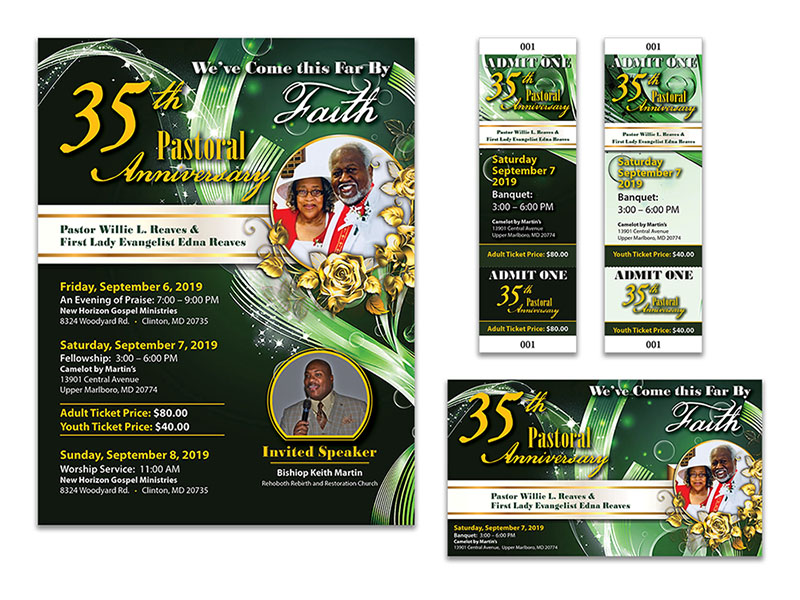 We've Come this Far By
Faith
35th
Pastoral
Anniversary
Pastor Willie L. Reaves &
First Lady Evangelist Edna Reaves
Friday, September 6, 2019
An Evening of Praise: 7:00 – 9:00 PM
New Horizon Gospel Ministries
8324 Woodyard Rd. • Clinton, MD 20735
Saturday, September 7, 2019
Fellowship: 3:00 – 6:00 PM
Camelot by Martin's
13901 Central Avenue
Upper Marlboro, MD 20774
Adult Ticket Price: $80.00
Youth Ticket Price: $40.00
Sunday, September 8, 2019
Worship Service: 11:00 AM
New Horizon Gospel Ministries
8324 Woodyard Rd. • Clinton, MD 20735
Invited Speaker
Bishop Keith Martin
Rehoboth Rebirth and Restoration Church
001
ADMIT ONE
35th
Pastoral
Anniversary
Pastor Willie L. Reaves &
First Lady Evangelist Edna Reaves
Saturday
September 7
2019
Banquet:
3:00 – 6:00 PM
Camelot by Martin's
13901 Central Avenue
Upper Marlboro, MD 20774
Adult Ticket Price: $80.00
ADMIT ONE
35th
Pastoral
Anniversary
Adult Ticket Price: $80.00
001
001
ADMIT ONE
35th
Pastoral
Anniversary
Pastor Willie L. Reaves &
First Lady Evangelist Edna Reaves
Saturday
September 7
2019
Banquet:
3:00 – 6:00 PM
Camelot by Martin's
13901 Central Avenue
Upper Marlboro, MD 20774
Youth Ticket Price: $40.00
ADMIT ONE
35th
Pastoral
Anniversary
Youth Ticket Price: $40.00
001
We've Come this Far By
Faith
35th
Pastoral
Anniversary
Pastor Willie L. Reaves &
First Lady Evangelist Edna Reaves
Saturday, September 7, 2019
Banquet: 3:00 – 6:00 PM
Camelot by Martin's
13901 Central Avenue, Upper Marlboro, MD 20774